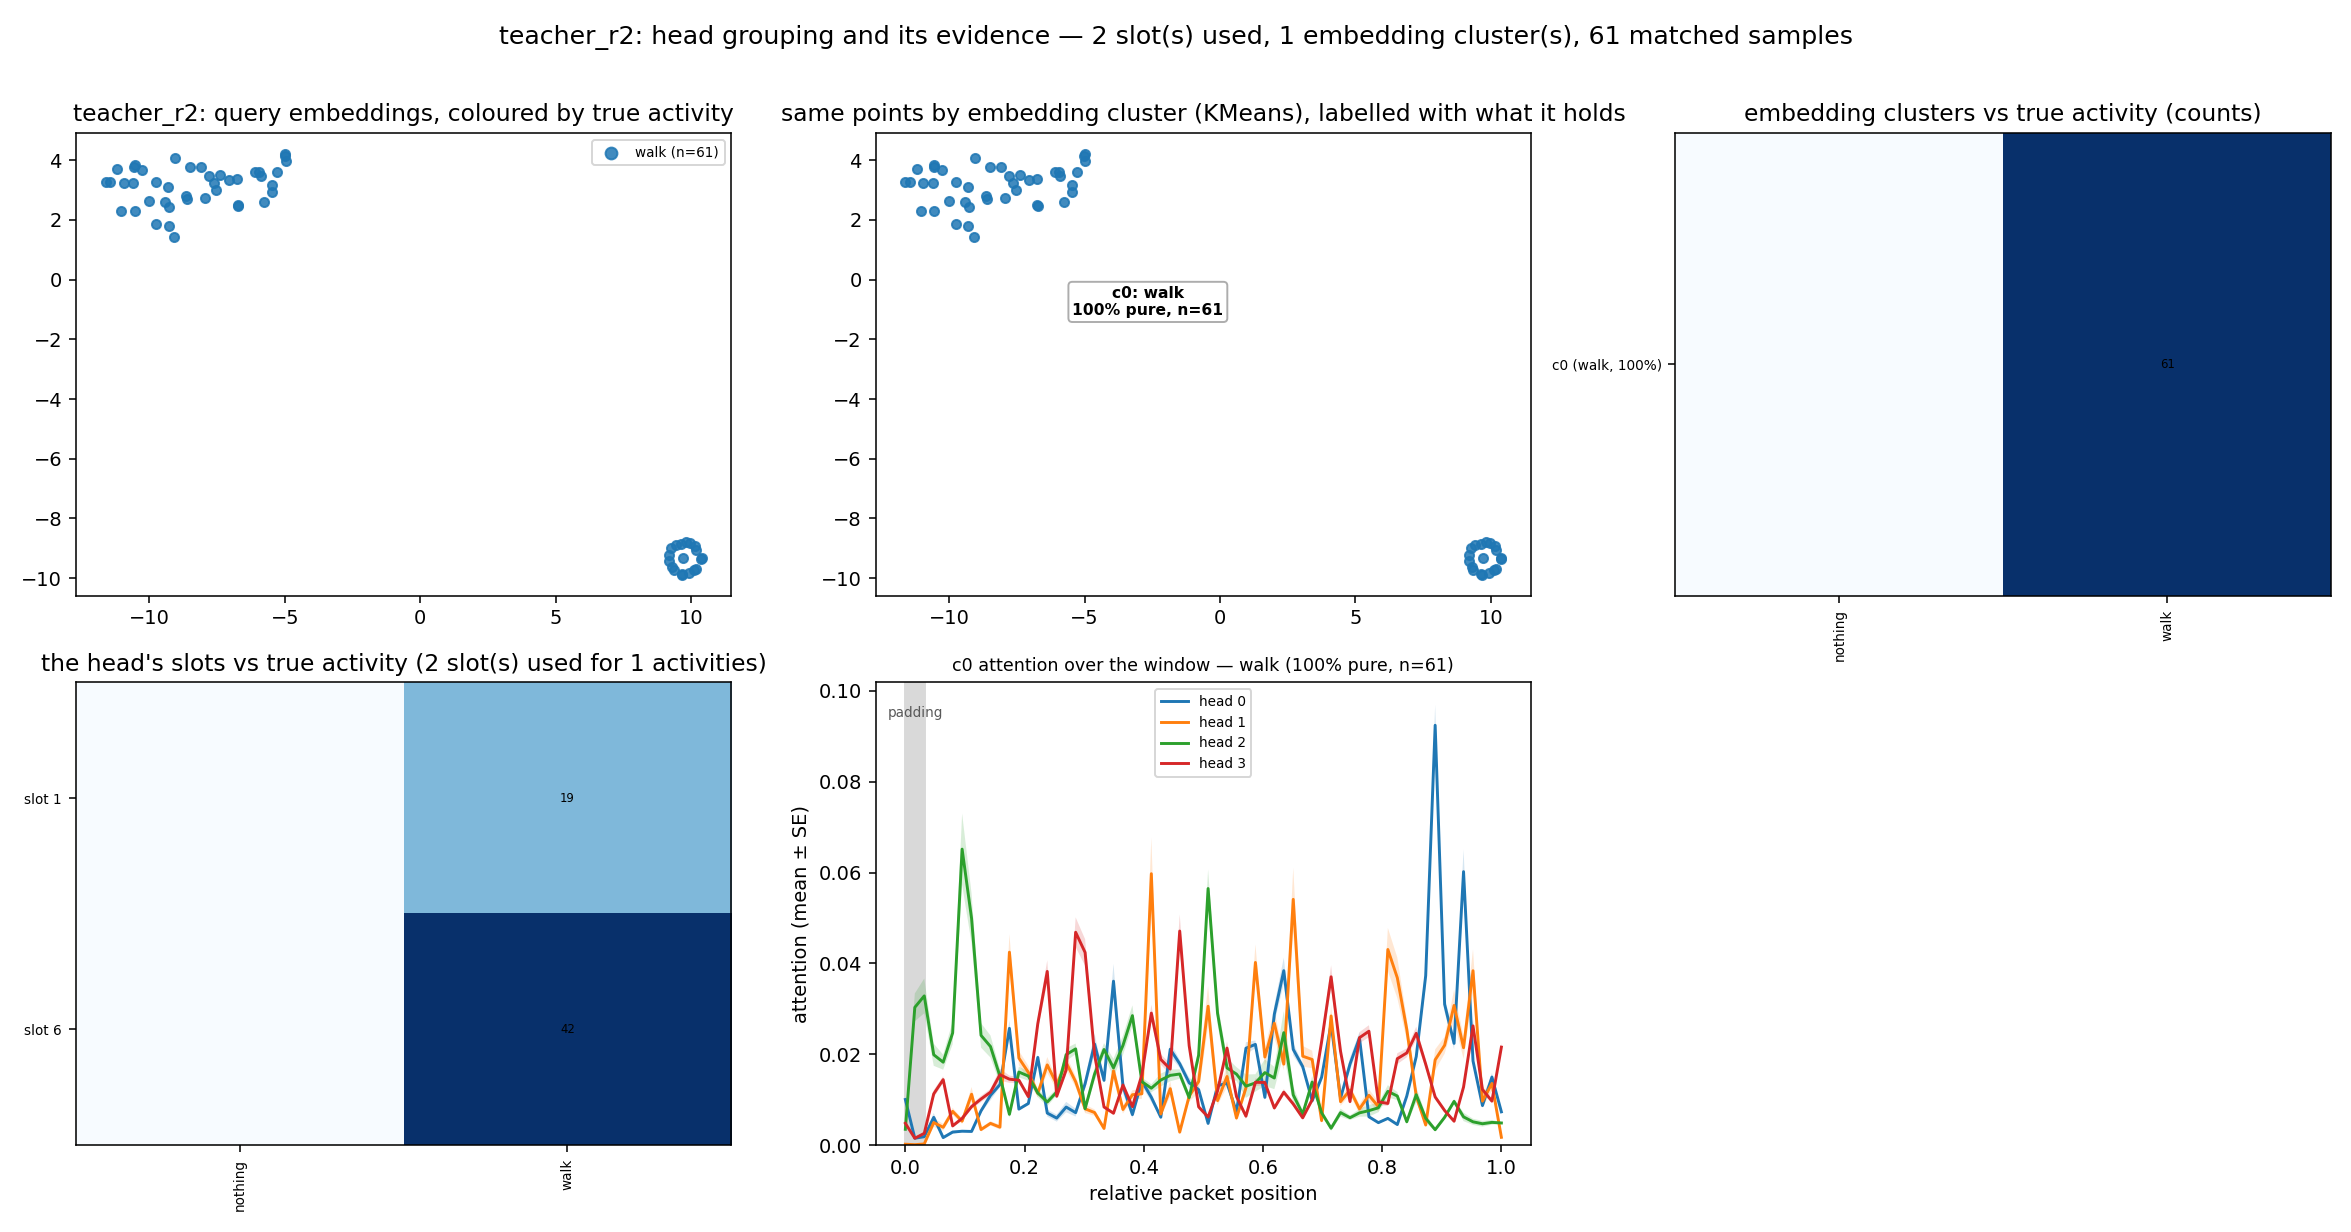 teacher_r2: head grouping and its evidence — 2 slot(s) used, 1 embedding cluster(s), 61 matched samples
teacher_r2: query embeddings, coloured by true activity
walk (n=61)
4
2
0
−2
−4
−6
−8
−10
−10
−5
0
5
10
same points by embedding cluster (KMeans), labelled with what it holds
c0: walk
100% pure, n=61
4
2
0
−2
−4
−6
−8
−10
−10
−5
0
5
10
embedding clusters vs true activity (counts)
c0 (walk, 100%)
61
nothing
walk
the head's slots vs true activity (2 slot(s) used for 1 activities)
slot 1
19
slot 6
42
nothing
walk
c0 attention over the window — walk (100% pure, n=61)
padding
head 0
head 1
head 2
head 3
attention (mean ± SE)
0.10
0.08
0.06
0.04
0.02
0.00
0.0
0.2
0.4
0.6
0.8
1.0
relative packet position